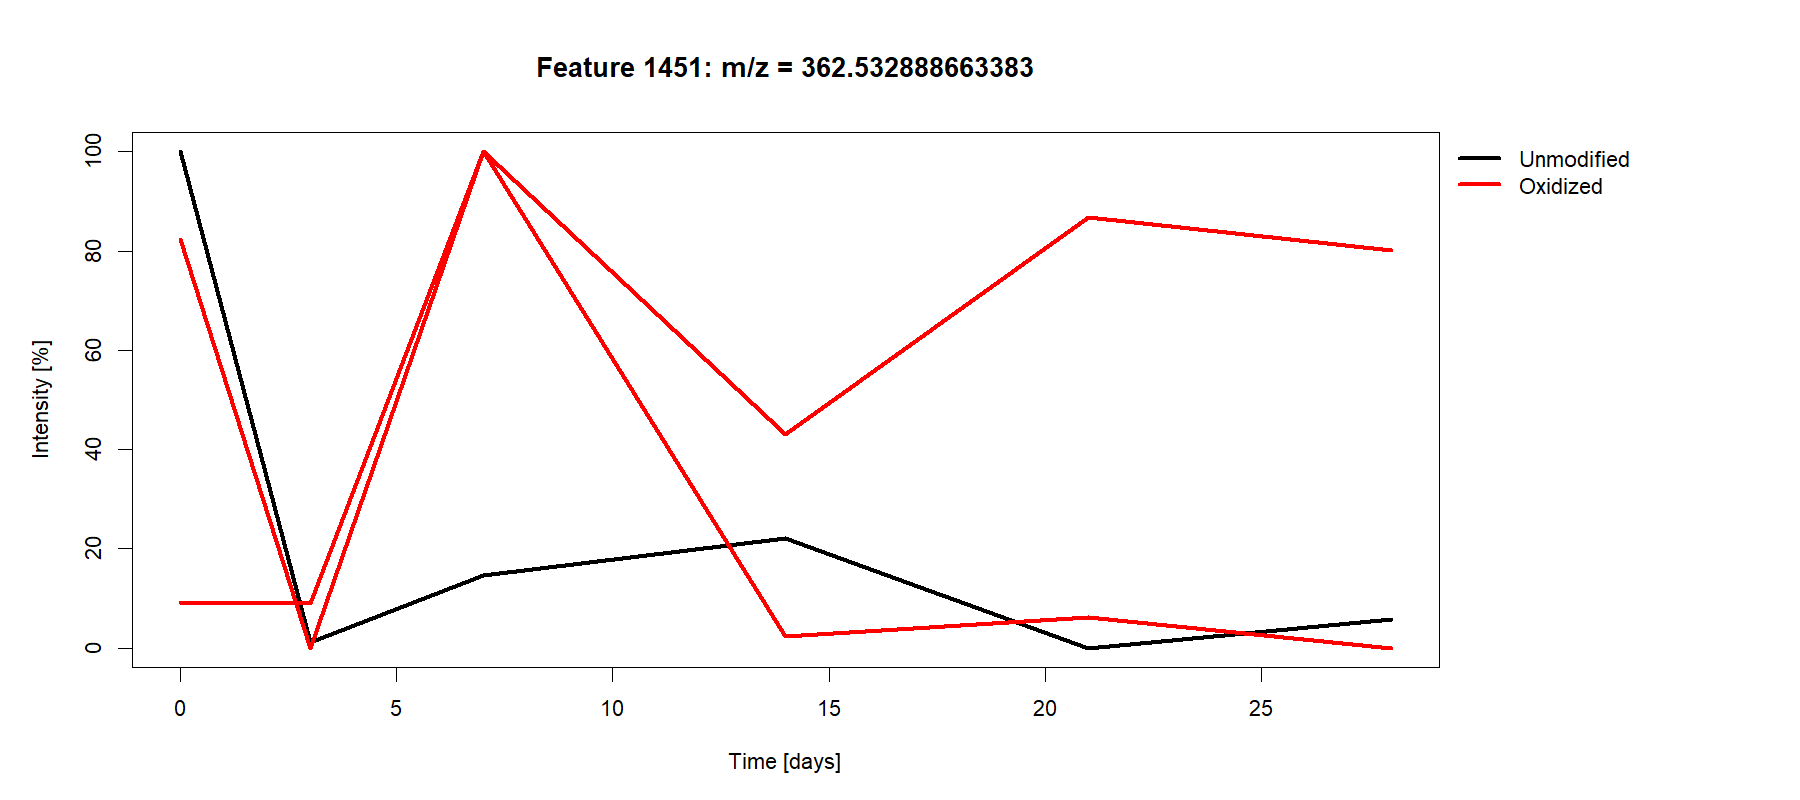 Feature 1451: m/z = 362.532888663383
Unmodified
Oxidized
100
80
60
40
20
0
Intensity [%]
0 5 10 15 20 25
Time [days]